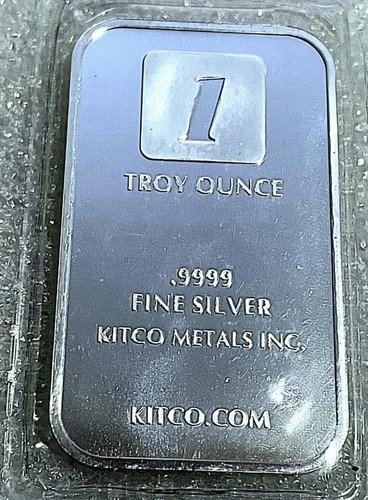 1
TROY OUNCE
.9999
FINE SILVER
KITCO METALS INC.
KITCO.COM